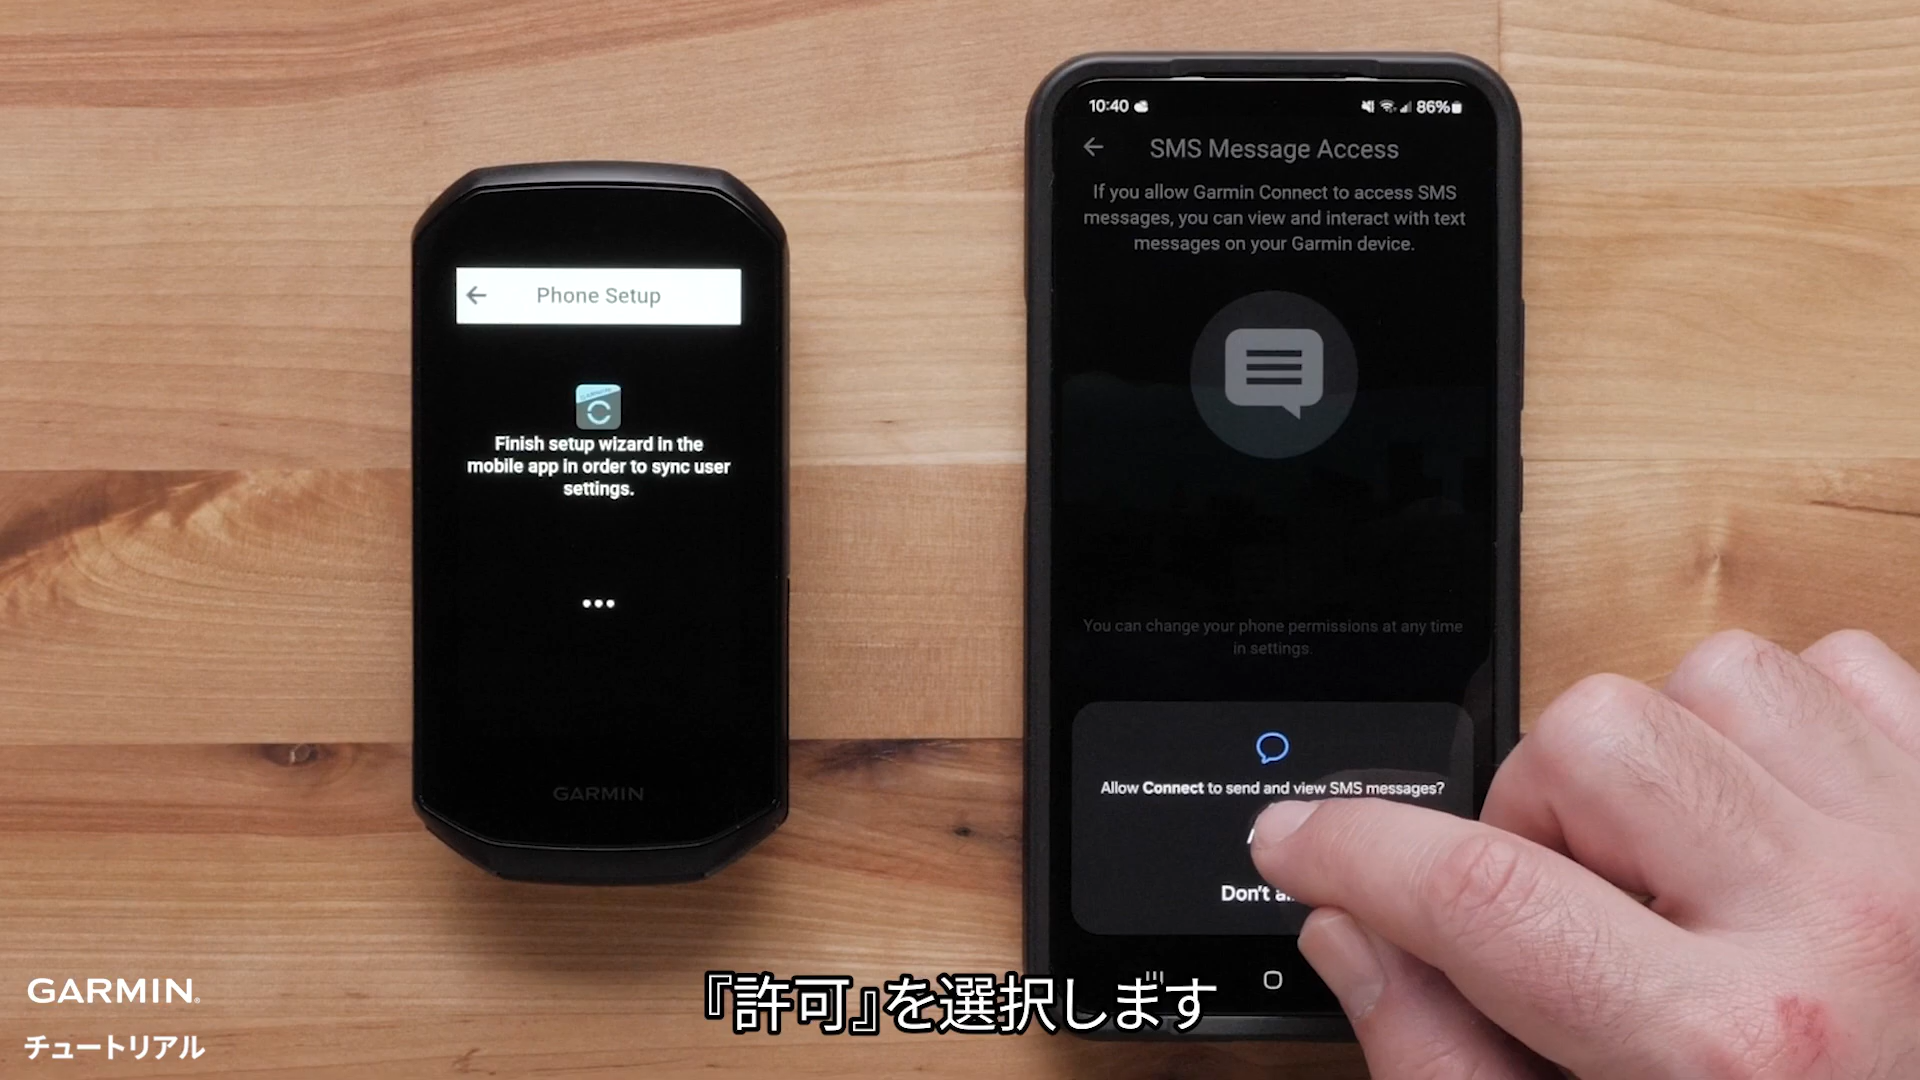 Phone Setup
GARMIN
Finish setup wizard in the
mobile app in order to sync user
settings.
GARMIN
10:40
86%
SMS Message Access
If you allow Garmin Connect to access SMS
messages, you can view and interact with text
messages on your Garmin device.
You can change your phone permissions at any time
in settings.
Allow Connect to send and view SMS messages?
Don't
『許可』を選択します
GARMIN
チュートリアル